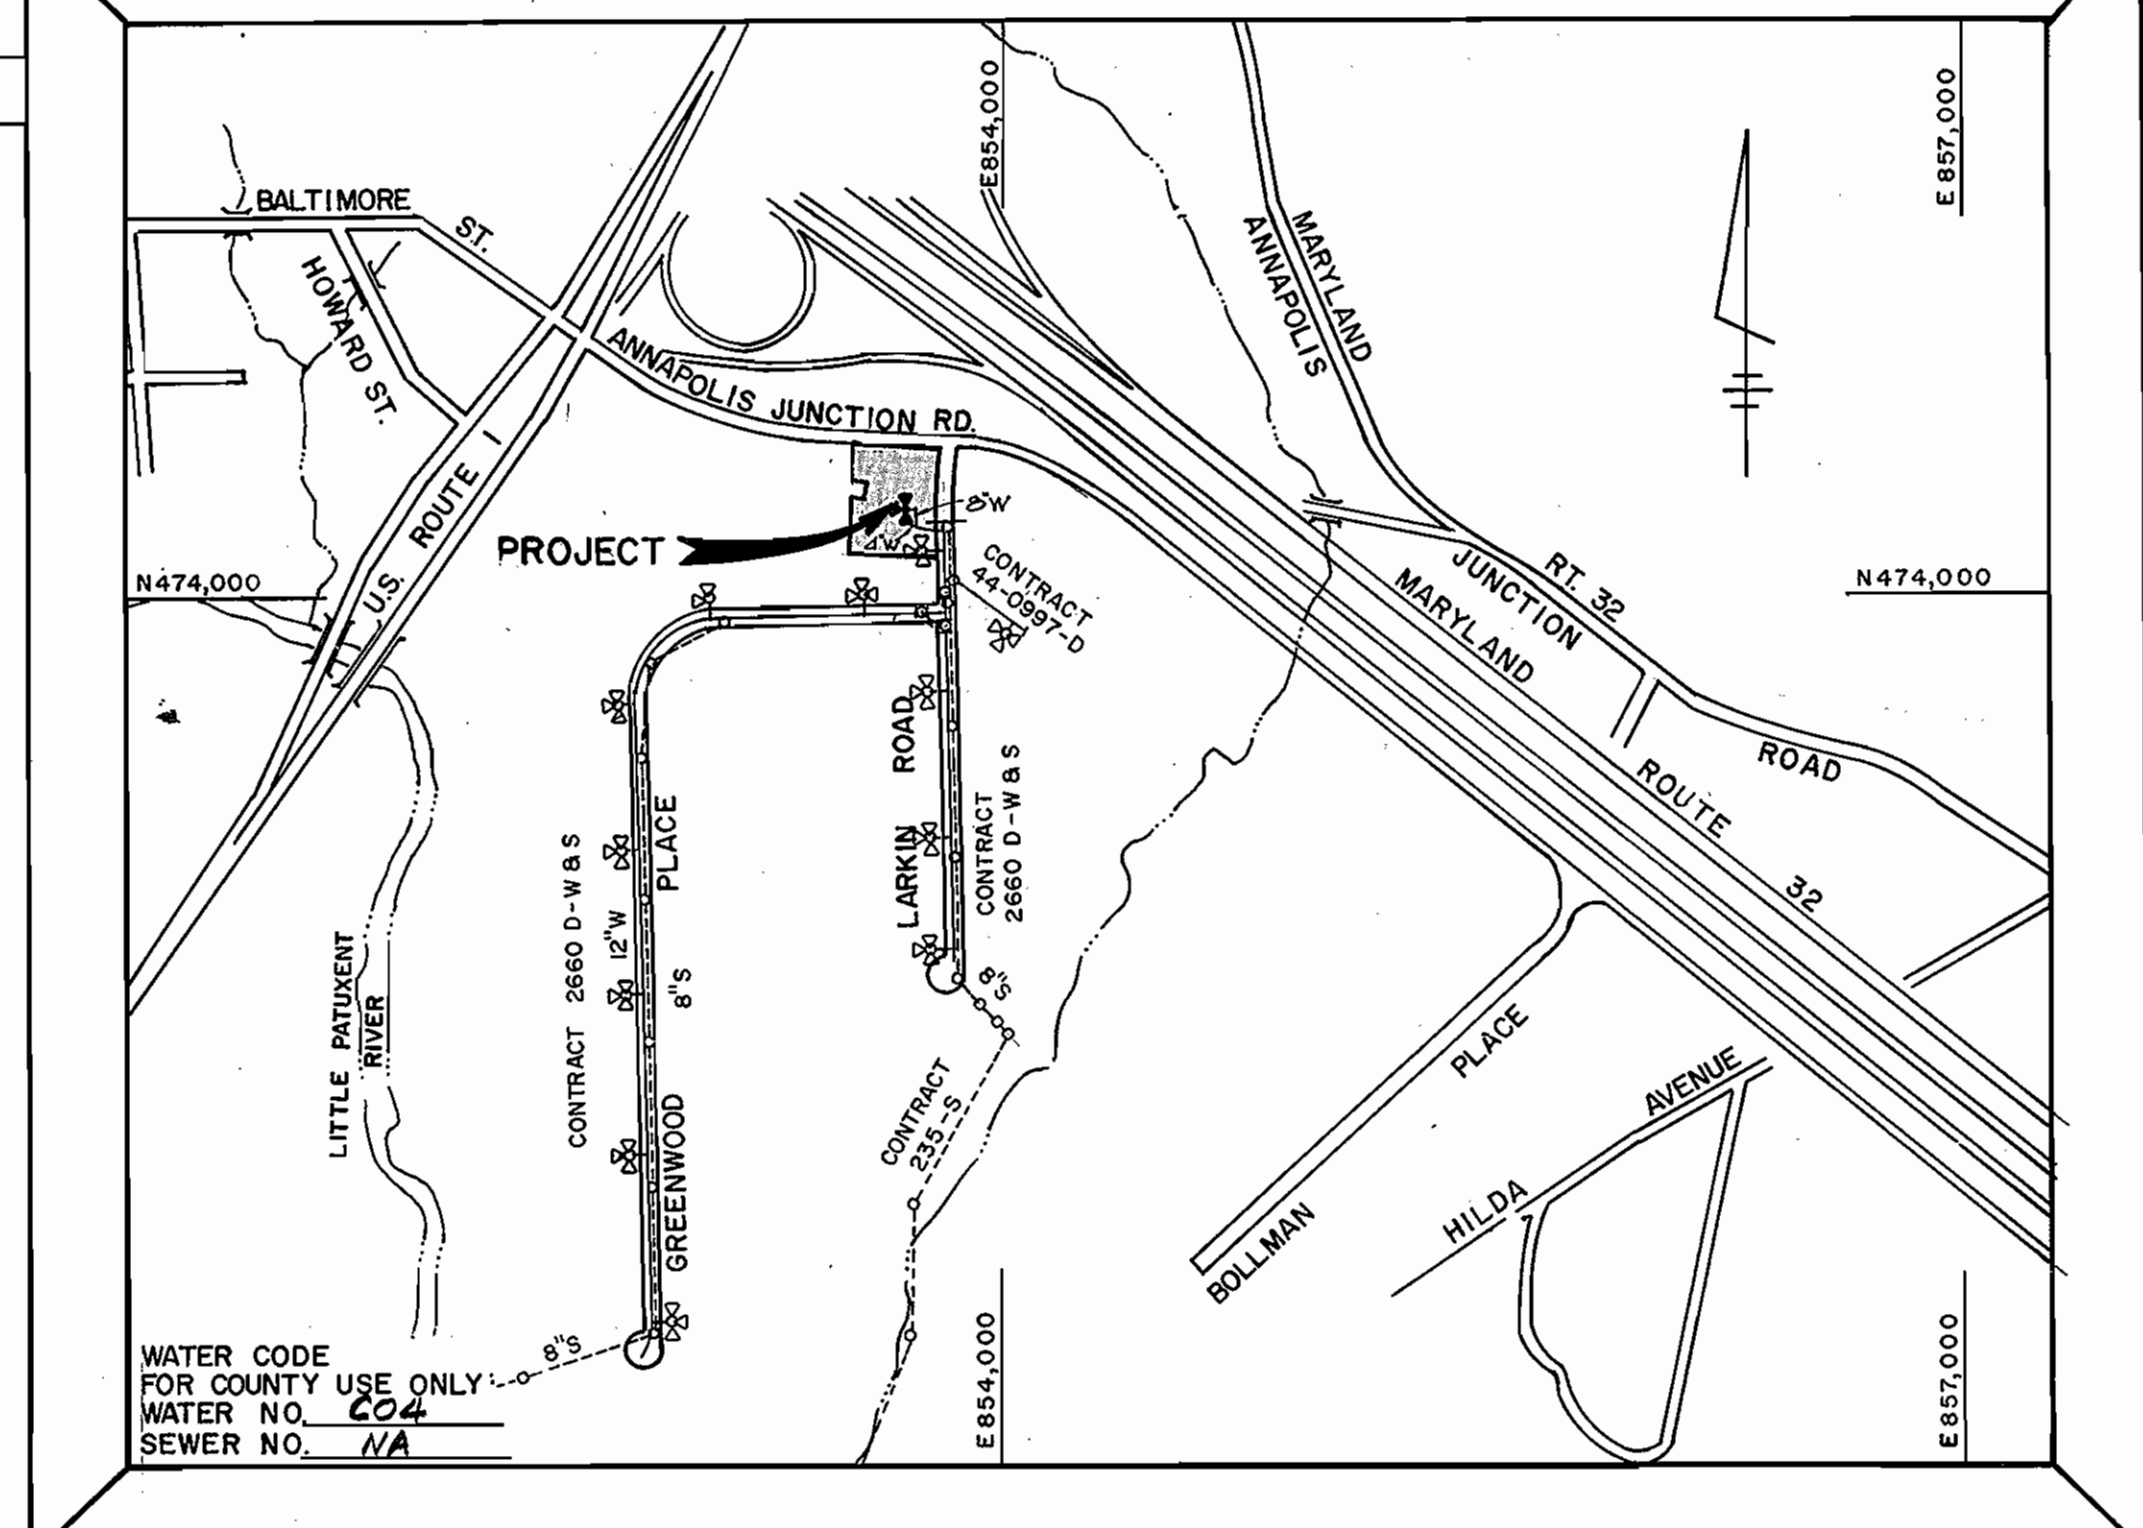 E854,000
E 857,000
BALTIMORE
ST.
HOWARD ST.
MARYLAND
ANNAPOLIS
ANNAPOLIS JUNCTION RD.
U.S. ROUTE 1
8"W
PROJECT
4"W
CONTRACT
44-0997-D
N474,000
N474,000
RT. 32
JUNCTION
MARYLAND
ROAD
ROUTE
32
LARKIN ROAD
CONTRACT
2660 D-W&S
GREENWOOD PLACE
CONTRACT 2660 D-W&S
12"W
8"S
8"S
LITTLE PATUXENT
RIVER
CONTRACT
235-S
BOLLMAN PLACE
HILDA AVENUE
8"S
E854,000
E857,000
WATER CODE
FOR COUNTY USE ONLY
WATER NO. C04
SEWER NO. NA